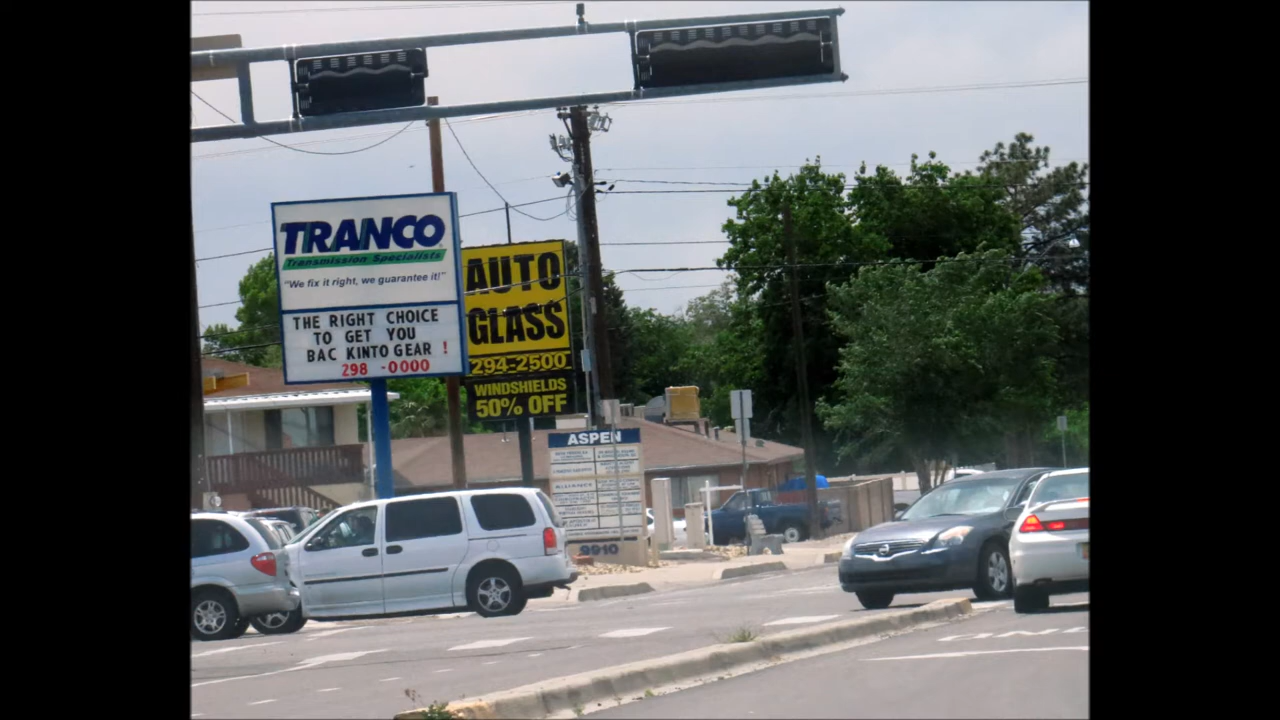 TRANCO
Transmission Specialists
"We fix it right, we guarantee it!"
THE RIGHT CHOICE
TO GET YOU
BAC KINTO GEAR !
298 -0000
AUTO
GLASS
294-2500
WINDSHIELDS
50% OFF
ASPEN
9910